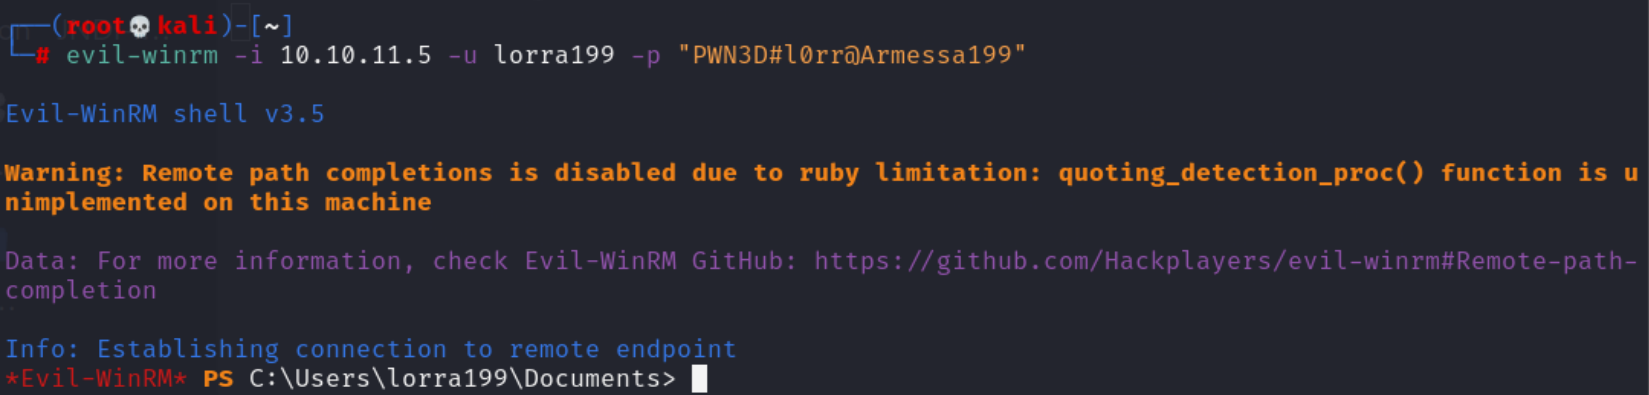 ┌──(root💀kali)-[~]
└─# evil-winrm -i 10.10.11.5 -u lorra199 -p "PWN3D#l0rr@Armessa199"
Evil-WinRM shell v3.5
Warning: Remote path completions is disabled due to ruby limitation: quoting_detection_proc() function is u
nimplemented on this machine
Data: For more information, check Evil-WinRM GitHub: https://github.com/Hackplayers/evil-winrm#Remote-path-
completion
Info: Establishing connection to remote endpoint
*Evil-WinRM* PS C:\Users\lorra199\Documents>